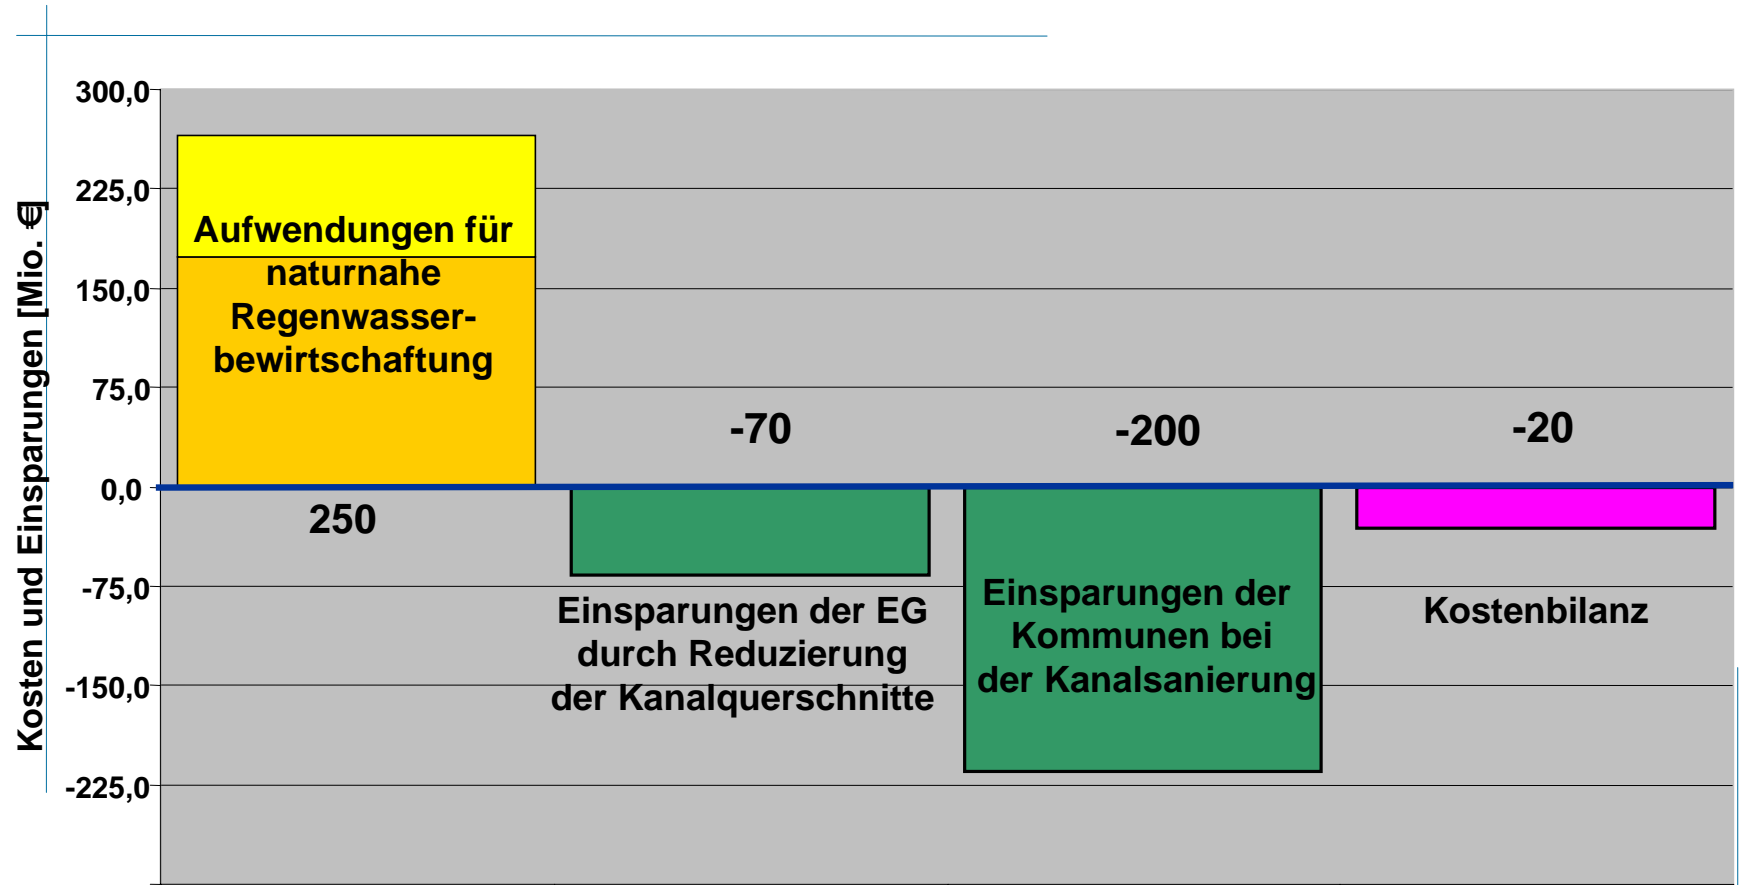 Kosten und Einsparungen [Mio. €]
300,0
225,0
150,0
75,0
0,0
-75,0
-150,0
-225,0
Aufwendungen für
naturnahe
Regenwasser-
bewirtschaftung
250
-70
Einsparungen der EG
durch Reduzierung
der Kanalquerschnitte
-200
Einsparungen der
Kommunen bei
der Kanalsanierung
-20
Kostenbilanz